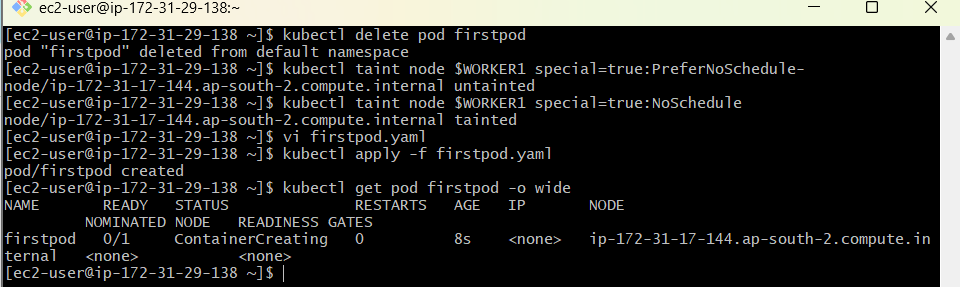 ec2-user@ip-172-31-29-138:~
[ec2-user@ip-172-31-29-138 ~]$ kubectl delete pod firstpod
pod "firstpod" deleted from default namespace
[ec2-user@ip-172-31-29-138 ~]$ kubectl taint node $WORKER1 special=true:PreferNoSchedule-
node/ip-172-31-17-144.ap-south-2.compute.internal untainted
[ec2-user@ip-172-31-29-138 ~]$ kubectl taint node $WORKER1 special=true:NoSchedule
node/ip-172-31-17-144.ap-south-2.compute.internal tainted
[ec2-user@ip-172-31-29-138 ~]$ vi firstpod.yaml
[ec2-user@ip-172-31-29-138 ~]$ kubectl apply -f firstpod.yaml
pod/firstpod created
[ec2-user@ip-172-31-29-138 ~]$ kubectl get pod firstpod -o wide
NAME       READY   STATUS              RESTARTS   AGE   IP       NODE
         NOMINATED NODE   READINESS GATES
firstpod   0/1     ContainerCreating   0          8s    <none>   ip-172-31-17-144.ap-south-2.compute.in
ternal   <none>           <none>
[ec2-user@ip-172-31-29-138 ~]$